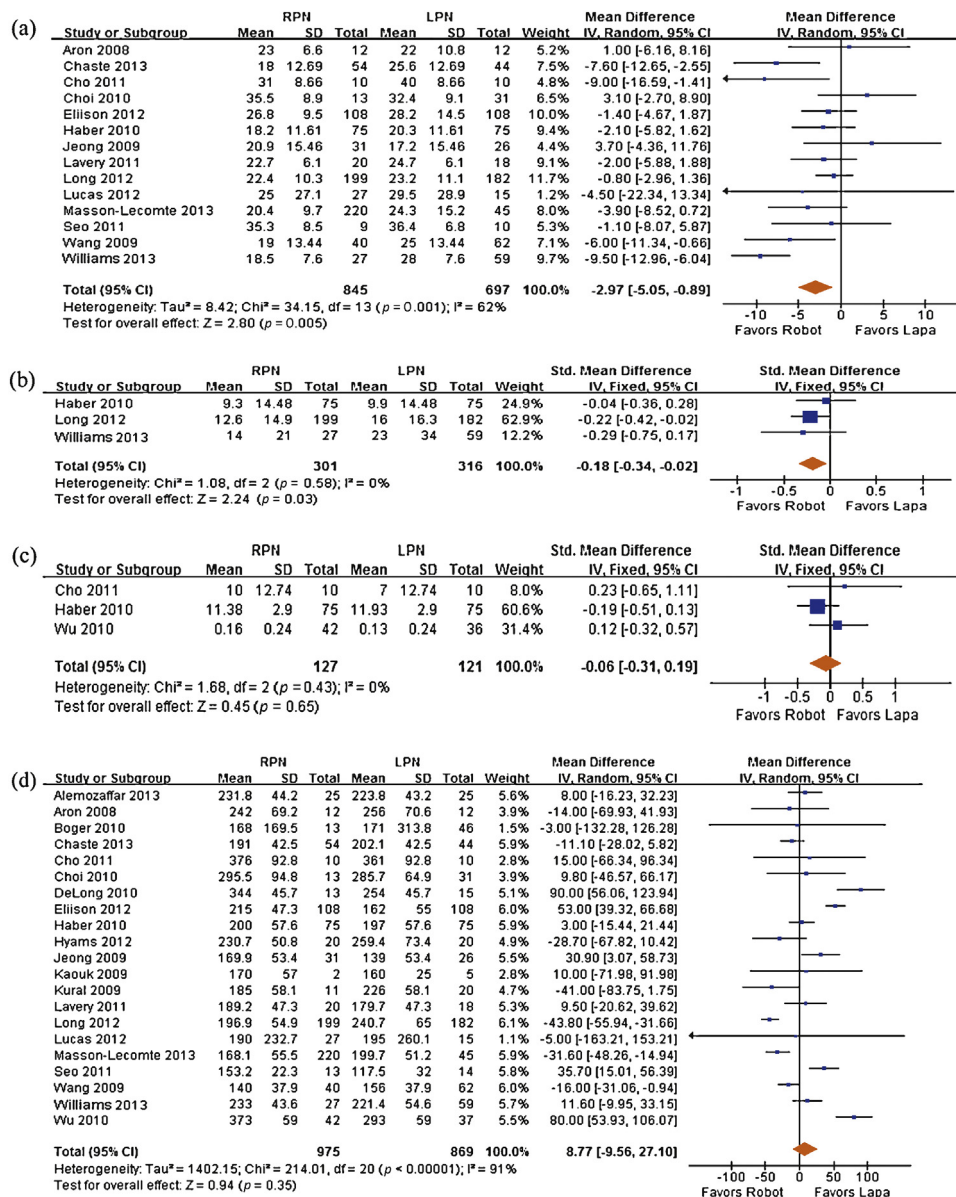 (a)
RPN LPN Mean Difference Mean Difference
Study or Subgroup Mean SD Total Mean SD Total Weight IV, Random, 95% CI IV, Random, 95% CI
Aron 2008 23 6.6 12 22 10.8 12 5.2% 1.00 [-6.16, 8.16]
Chaste 2013 18 12.69 54 25.6 12.69 44 8.1% -7.60 [-12.65, -2.55]
Cho 2011 31 8.66 10 40 8.66 10 4.8% -9.00 [-16.59, -1.41]
Choi 2010 35.5 8.9 13 32.4 9.1 31 7.0% 3.10 [-2.70, 8.90]
Eliison 2012 26.8 9.5 108 28.2 14.5 108 10.0% -1.40 [-4.67, 1.87]
Haber 2010 18.2 11.61 75 20.3 11.61 75 9.4% -2.10 [-5.82, 1.62]
Jeong 2009 20.9 15.46 31 17.2 15.46 26 4.4% 3.70 [-4.36, 11.76]
Lavery 2011 22.7 6.1 20 24.7 6.1 18 9.1% -2.00 [-5.88, 1.88]
Long 2012 22.4 10.3 199 23.2 11.1 182 11.7% -0.80 [-2.96, 1.36]
Lucas 2012 25 27.1 27 29.5 28.9 15 1.2% -4.50 [-22.34, 13.34]
Masson-Lecomte 2013 20.4 9.7 220 24.3 15.2 45 8.0% -3.90 [-8.52, 0.72]
Seo 2011 35.3 8.5 9 36.4 6.8 10 5.3% -1.10 [-8.07, 5.87]
Wang 2009 19 13.44 40 25 13.44 62 7.1% -6.00 [-11.34, -0.66]
Williams 2013 18.5 7.6 27 28 7.6 59 9.7% -9.50 [-12.96, -6.04]
Total (95% CI) 845 697 100.0% -2.97 [-5.05, -0.89]
Heterogeneity: Tau² = 8.42; Chi² = 34.15, df = 13 (p = 0.001); I² = 62%
Test for overall effect: Z = 2.80 (p = 0.005)
-10 -5 0 5 10
Favors Robot Favors Lapa
(b)
RPN LPN Std. Mean Difference Std. Mean Difference
Study or Subgroup Mean SD Total Mean SD Total Weight IV, Fixed, 95% CI IV, Fixed, 95% CI
Haber 2010 9.3 14.48 75 9.9 14.48 75 24.9% -0.04 [-0.36, 0.28]
Long 2012 12.6 14.9 199 16 16.3 182 62.9% -0.22 [-0.42, -0.02]
Williams 2013 14 21 27 23 34 59 12.2% -0.29 [-0.75, 0.17]
Total (95% CI) 301 316 100.0% -0.18 [-0.34, -0.02]
Heterogeneity: Chi² = 1.08, df = 2 (p = 0.58); I² = 0%
Test for overall effect: Z = 2.24 (p = 0.03)
-1 -0.5 0 0.5 1
Favors Robot Favors Lapa
(c)
RPN LPN Std. Mean Difference Std. Mean Difference
Study or Subgroup Mean SD Total Mean SD Total Weight IV, Fixed, 95% CI IV, Fixed, 95% CI
Cho 2011 10 12.74 10 7 12.74 10 8.0% 0.23 [-0.65, 1.11]
Haber 2010 11.38 2.9 75 11.93 2.9 75 60.6% -0.19 [-0.51, 0.13]
Wu 2010 0.16 0.24 42 0.13 0.24 36 31.4% 0.12 [-0.32, 0.57]
Total (95% CI) 127 121 100.0% -0.06 [-0.31, 0.19]
Heterogeneity: Chi² = 1.68, df = 2 (p = 0.43); I² = 0%
Test for overall effect: Z = 0.45 (p = 0.65)
-1 -0.5 0 0.5 1
Favors Robot Favors Lapa
(d)
RPN LPN Mean Difference Mean Difference
Study or Subgroup Mean SD Total Mean SD Total Weight IV, Random, 95% CI IV, Random, 95% CI
Alemozaffar 2013 231.8 44.2 25 223.8 43.2 25 5.6% 8.00 [-16.23, 32.23]
Aron 2008 242 69.2 12 256 70.6 12 3.9% -14.00 [-69.93, 41.93]
Boger 2010 168 169.5 13 171 313.8 46 1.5% -3.00 [-132.28, 126.28]
Chaste 2013 191 42.5 54 202.1 42.5 44 5.9% -11.10 [-28.02, 5.82]
Cho 2011 376 92.8 10 361 92.8 10 2.8% 15.00 [-66.34, 96.34]
Choi 2010 295.5 94.8 13 285.7 64.9 31 3.8% 9.80 [-46.57, 66.17]
DeLong 2010 344 45.7 13 254 45.7 15 5.1% 90.00 [56.06, 123.94]
Eliison 2012 215 47.3 108 162 55 108 6.0% 53.00 [39.32, 66.68]
Haber 2010 200 57.6 75 197 57.6 75 5.9% 3.00 [-15.44, 21.44]
Hyams 2012 230.7 50.8 20 259.4 73.4 20 4.8% -28.70 [-67.82, 10.42]
Jeong 2009 169.9 53.4 31 139 53.4 26 5.4% 30.90 [3.07, 58.73]
Kaouk 2009 170 57 2 160 25 5 2.8% 10.00 [-71.98, 91.98]
Kural 2009 185 58.1 11 226 58.1 20 4.6% -41.00 [-83.75, 1.75]
Lavery 2011 189.2 47.3 20 179.7 47.3 18 5.3% 9.50 [-20.62, 39.62]
Long 2012 196.9 54.9 199 240.7 65 182 6.1% -43.80 [-55.94, -31.66]
Lucas 2012 190 232.7 27 195 260.1 15 1.1% -5.00 [-163.21, 153.21]
Masson-Lecomte 2013 168.1 55.5 220 199.7 51.2 45 5.9% -31.60 [-48.26, -14.94]
Seo 2011 153.2 22.3 13 117.5 32 14 5.8% 35.70 [15.01, 56.39]
Wang 2009 140 37.9 40 156 37.9 62 6.0% -16.00 [-31.06, -0.94]
Williams 2013 233 43.6 27 221.4 54.6 59 5.7% 11.60 [-9.95, 33.15]
Wu 2010 373 59 42 293 59 37 5.5% 80.00 [53.93, 106.07]
Total (95% CI) 975 869 100.0% 8.77 [-9.56, 27.10]
Heterogeneity: Tau² = 1402.15; Chi² = 214.01, df = 20 (p < 0.00001); I² = 91%
Test for overall effect: Z = 0.94 (p = 0.35)
-100 -50 0 50 100
Favors Robot Favors Lapa